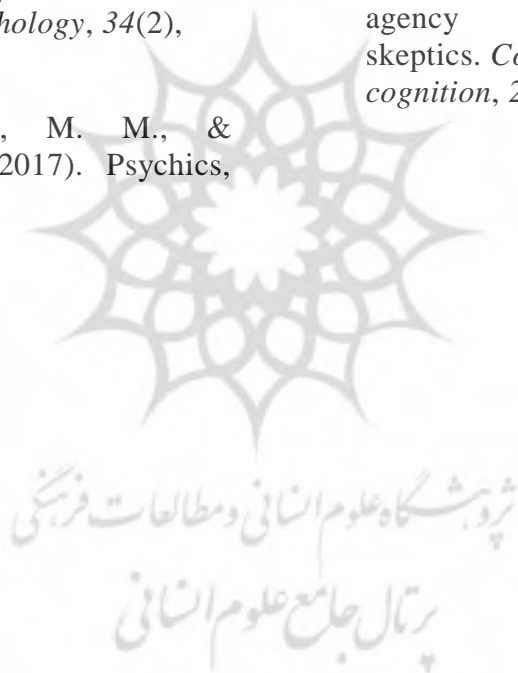 hology, 34(2),
, M. M., &
2017). Psychics,
agency
skeptics. Co
cognition, 2
پژوهشگاه علوم انسانی و مطالعات فرهنگی
پرتال جامع علوم انسانی